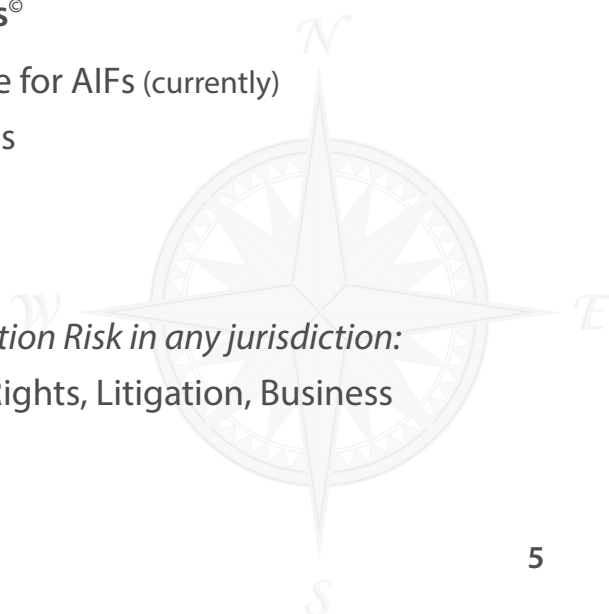 s©
e for AIFs (currently)
s
N
W
E
tion Risk in any jurisdiction:
Rights, Litigation, Business
5
S